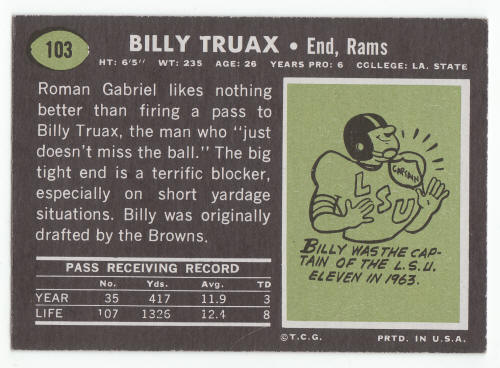 103
BILLY TRUAX • End, Rams
HT: 6'5" WT: 235 AGE: 26 YEARS PRO: 6 COLLEGE: LA. STATE
Roman Gabriel likes nothing
better than firing a pass to
Billy Truax, the man who "just
doesn't miss the ball." The big
tight end is a terrific blocker,
especially on short yardage
situations. Billy was originally
drafted by the Browns.
PASS RECEIVING RECORD
No. Yds. Avg. TD
YEAR 35 417 11.9 3
LIFE 107 1326 12.4 8
CAPTAIN
LSU
BILLY WAS THE CAP-
TAIN OF THE L.S.U.
ELEVEN IN 1963.
©T.C.G. PRTD. IN U.S.A.